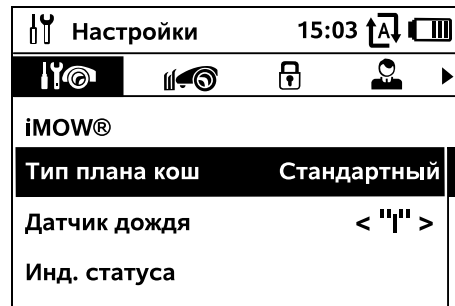 Настройки 15:03 A
iMOW®
Тип плана кош Стандартный
Датчик дождя < "|" >
Инд. статуса